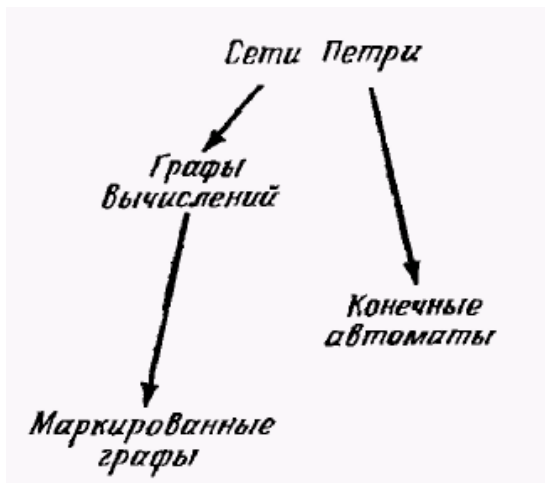 Сети Петри
Графы
вычислений
Конечные
автоматы
Маркированные
графы